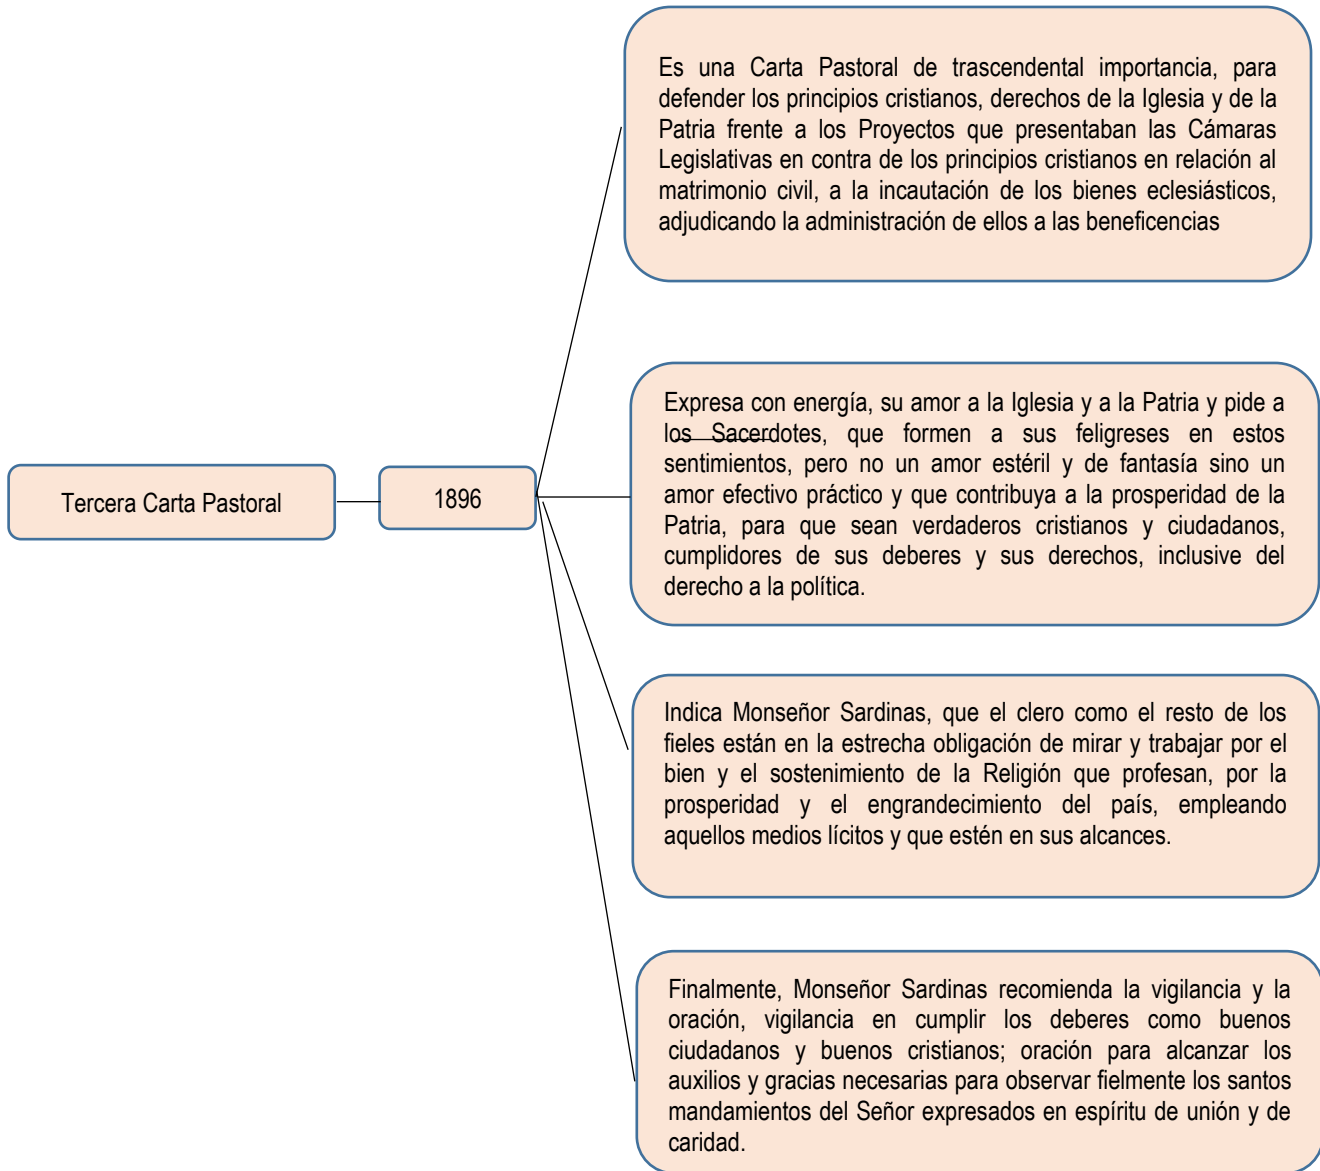 Es una Carta Pastoral de trascendental importancia, para
defender los principios cristianos, derechos de la Iglesia y de la
Patria frente a los Proyectos que presentaban las Cámaras
Legislativas en contra de los principios cristianos en relación al
matrimonio civil, a la incautación de los bienes eclesiásticos,
adjudicando la administración de ellos a las beneficencias
Tercera Carta Pastoral
1896
Expresa con energía, su amor a la Iglesia y a la Patria y pide a
los Sacerdotes, que formen a sus feligreses en estos
sentimientos, pero no un amor estéril y de fantasía sino un
amor efectivo práctico y que contribuya a la prosperidad de la
Patria, para que sean verdaderos cristianos y ciudadanos,
cumplidores de sus deberes y sus derechos, inclusive del
derecho a la política.
Indica Monseñor Sardinas, que el clero como el resto de los
fieles están en la estrecha obligación de mirar y trabajar por el
bien y el sostenimiento de la Religión que profesan, por la
prosperidad y el engrandecimiento del país, empleando
aquellos medios lícitos y que estén en sus alcances.
Finalmente, Monseñor Sardinas recomienda la vigilancia y la
oración, vigilancia en cumplir los deberes como buenos
ciudadanos y buenos cristianos; oración para alcanzar los
auxilios y gracias necesarias para observar fielmente los santos
mandamientos del Señor expresados en espíritu de unión y de
caridad.